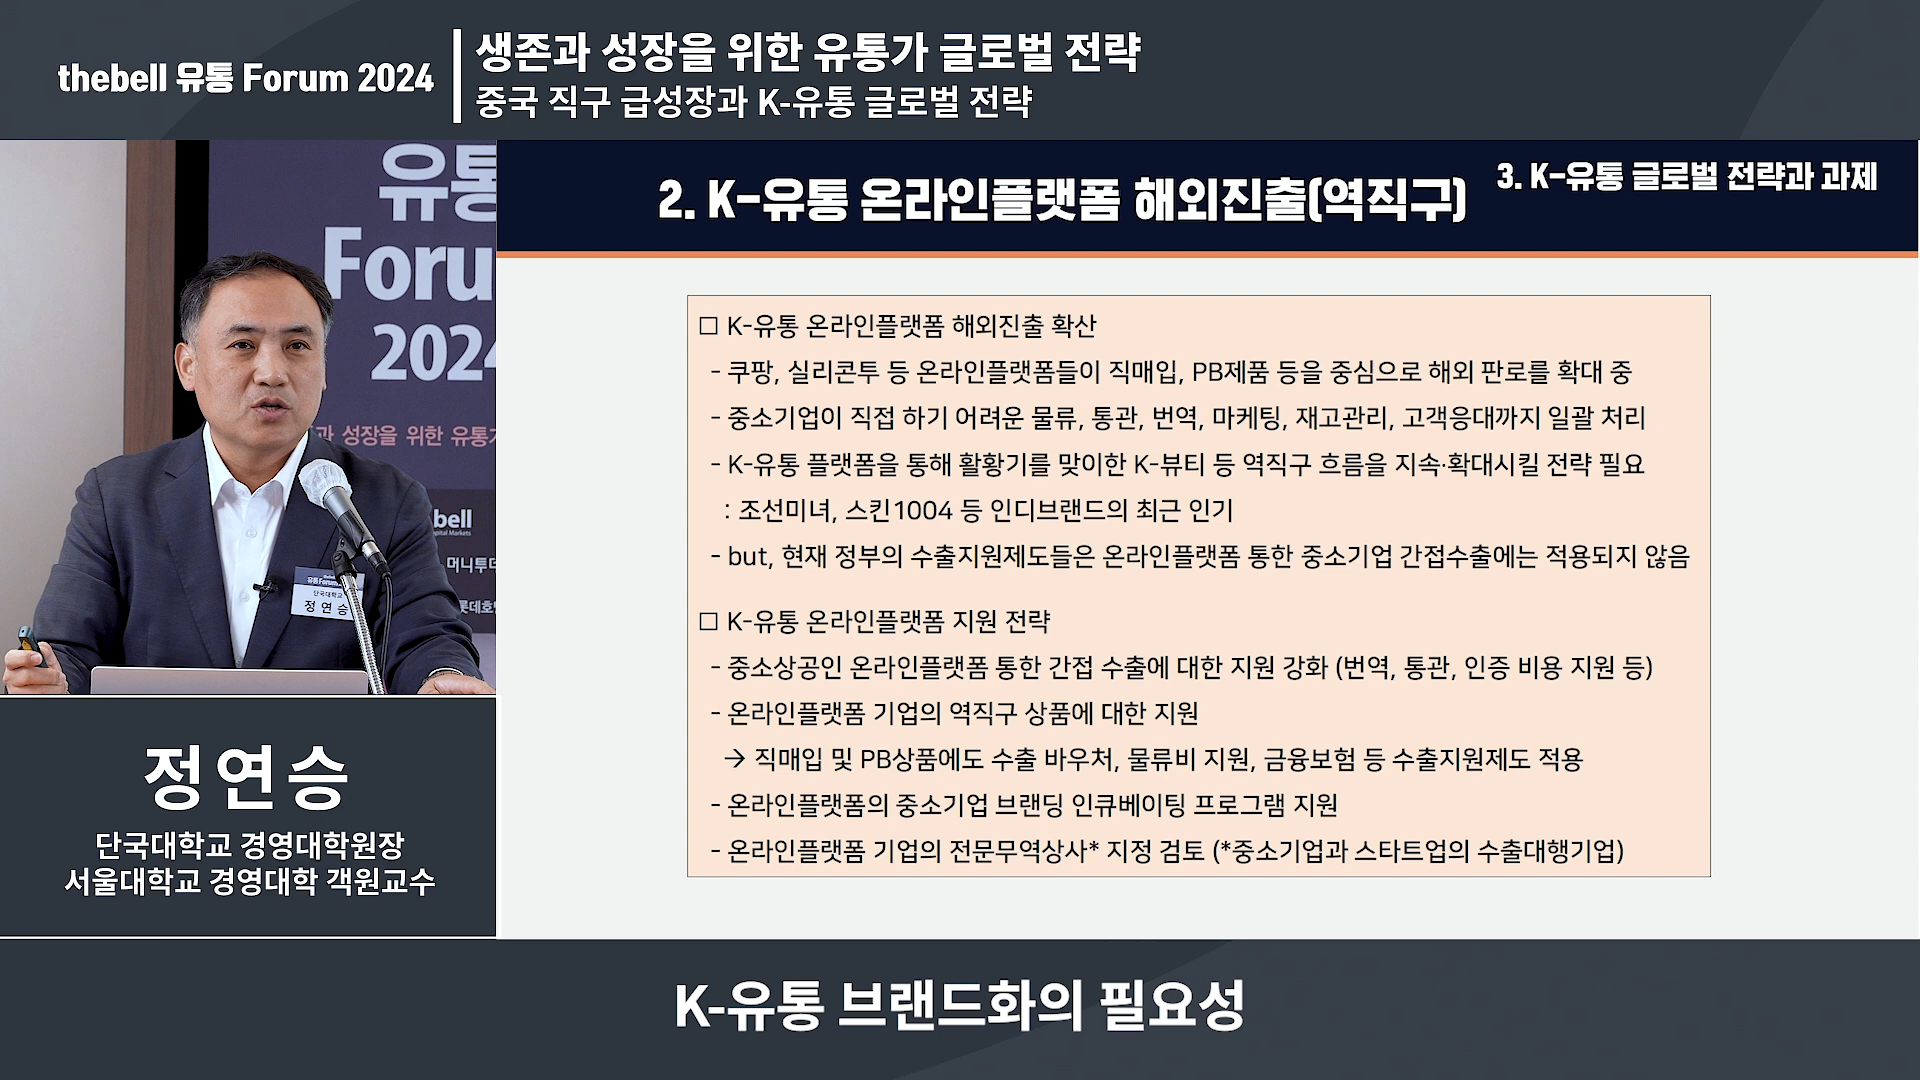 thebell 유통 Forum 2024
생존과 성장을 위한 유통가 글로벌 전략
중국 직구 급성장과 K-유통 글로벌 전략
유통
Foru
2024
과 성장을 위한 유통가
bell
머니투데
롯데호텔
유통Forum
단국대학교
정 연 승
2. K-유통 온라인플랫폼 해외진출(역직구)
3. K-유통 글로벌 전략과 과제
□ K-유통 온라인플랫폼 해외진출 확산
- 쿠팡, 실리콘투 등 온라인플랫폼들이 직매입, PB제품 등을 중심으로 해외 판로를 확대 중
- 중소기업이 직접 하기 어려운 물류, 통관, 번역, 마케팅, 재고관리, 고객응대까지 일괄 처리
- K-유통 플랫폼을 통해 활황기를 맞이한 K-뷰티 등 역직구 흐름을 지속·확대시킬 전략 필요
: 조선미녀, 스킨1004 등 인디브랜드의 최근 인기
- but, 현재 정부의 수출지원제도들은 온라인플랫폼 통한 중소기업 간접수출에는 적용되지 않음
□ K-유통 온라인플랫폼 지원 전략
- 중소상공인 온라인플랫폼 통한 간접 수출에 대한 지원 강화 (번역, 통관, 인증 비용 지원 등)
- 온라인플랫폼 기업의 역직구 상품에 대한 지원
→ 직매입 및 PB상품에도 수출 바우처, 물류비 지원, 금융보험 등 수출지원제도 적용
- 온라인플랫폼의 중소기업 브랜딩 인큐베이팅 프로그램 지원
- 온라인플랫폼 기업의 전문무역상사* 지정 검토 (*중소기업과 스타트업의 수출대행기업)
정연승
단국대학교 경영대학원장
서울대학교 경영대학 객원교수
K-유통 브랜드화의 필요성